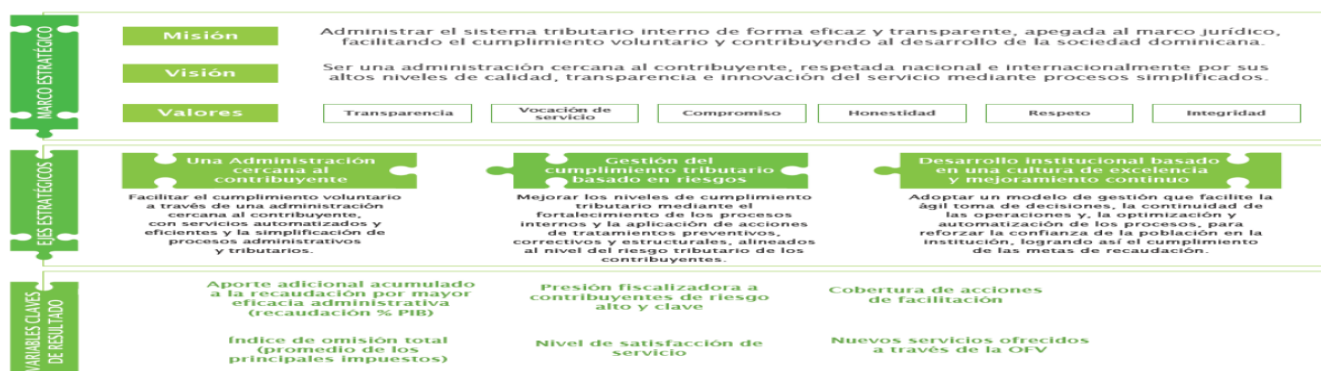 MARCO ESTRATÉGICO
Misión
Administrar el sistema tributario interno de forma eficaz y transparente, apegada al marco jurídico,
facilitando el cumplimiento voluntario y contribuyendo al desarrollo de la sociedad dominicana.
Visión
Ser una administración cercana al contribuyente, respetada nacional e internacionalmente por sus
altos niveles de calidad, transparencia e innovación del servicio mediante procesos simplificados.
Valores
Transparencia
Vocación de
servicio
Compromiso
Honestidad
Respeto
Integridad
EJES ESTRATÉGICOS
Una Administración
cercana al
contribuyente
Facilitar el cumplimiento voluntario
a través de una administración
cercana al contribuyente,
con servicios automatizados y
eficientes y la simplificación de
procesos administrativos
y tributarios.
Gestión del
cumplimiento tributario
basado en riesgos
Mejorar los niveles de cumplimiento
tributario mediante el
fortalecimiento de los procesos
internos y la aplicación de acciones
de tratamientos preventivos,
correctivos y estructurales, alineados
al nivel del riesgo tributario de los
contribuyentes.
Desarrollo institucional basado
en una cultura de excelencia
y mejoramiento continuo
Adoptar un modelo de gestión que facilite la
ágil toma de decisiones, la continuidad de
las operaciones y, la optimización y
automatización de los procesos, para
reforzar la confianza de la población en la
institución, logrando así el cumplimiento
de las metas de recaudación.
VARIABLES CLAVES
DE RESULTADO
Aporte adicional acumulado
a la recaudación por mayor
eficacia administrativa
(recaudación % PIB)
Presión fiscalizadora a
contribuyentes de riesgo
alto y clave
Cobertura de acciones
de facilitación
Índice de omisión total
(promedio de los
principales impuestos)
Nivel de satisfacción de
servicio
Nuevos servicios ofrecidos
a través de la OFV